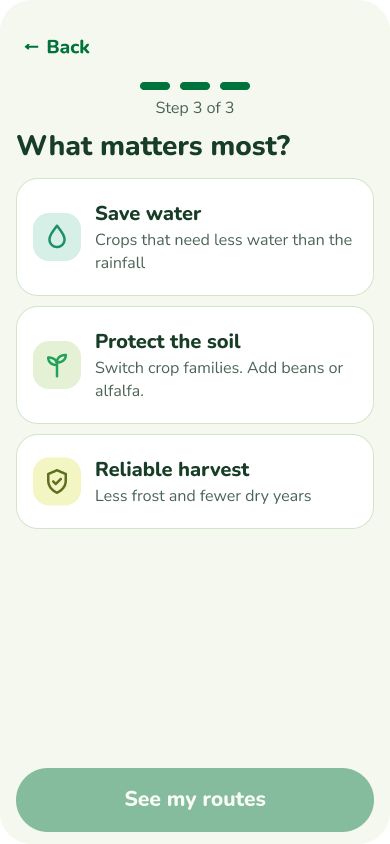 ← Back
Step 3 of 3
What matters most?
Save water
Crops that need less water than the
rainfall
Protect the soil
Switch crop families. Add beans or
alfalfa.
Reliable harvest
Less frost and fewer dry years
See my routes